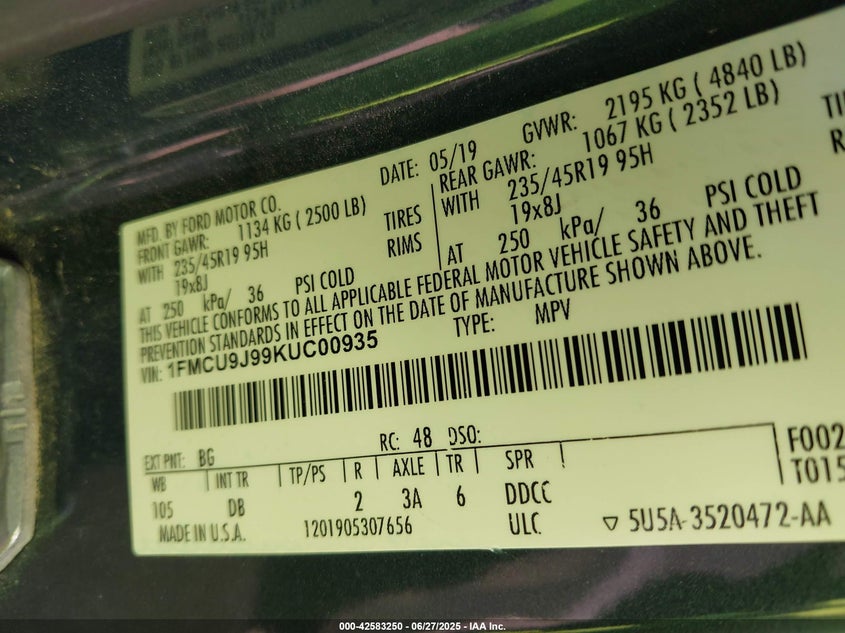 MFD. BY FORD MOTOR CO.
DATE: 05/19
GVWR: 2195 KG ( 4840 LB)
FRONT GAWR: 1134 KG ( 2500 LB)
REAR GAWR: 1067 KG ( 2352 LB)
WITH 235/45R19 95H TIRES
WITH 235/45R19 95H
19x8J RIMS
19x8J
AT 250 kPa/ 36 PSI COLD
AT 250 kPa/ 36 PSI COLD
THIS VEHICLE CONFORMS TO ALL APPLICABLE FEDERAL MOTOR VEHICLE SAFETY AND THEFT
PREVENTION STANDARDS IN EFFECT ON THE DATE OF MANUFACTURE SHOWN ABOVE.
VIN: 1FMCU9J99KUC00935
TYPE: MPV
EXT PNT: BG RC: 48 DSO:
WB INT TR TP/PS R AXLE TR SPR
105 DB 2 3A 6 DDCC
MADE IN U.S.A. 1201905307656 ULC
F002
T015
5U5A-3520472-AA
000-42583250 - 06/27/2025 - IAA Inc.